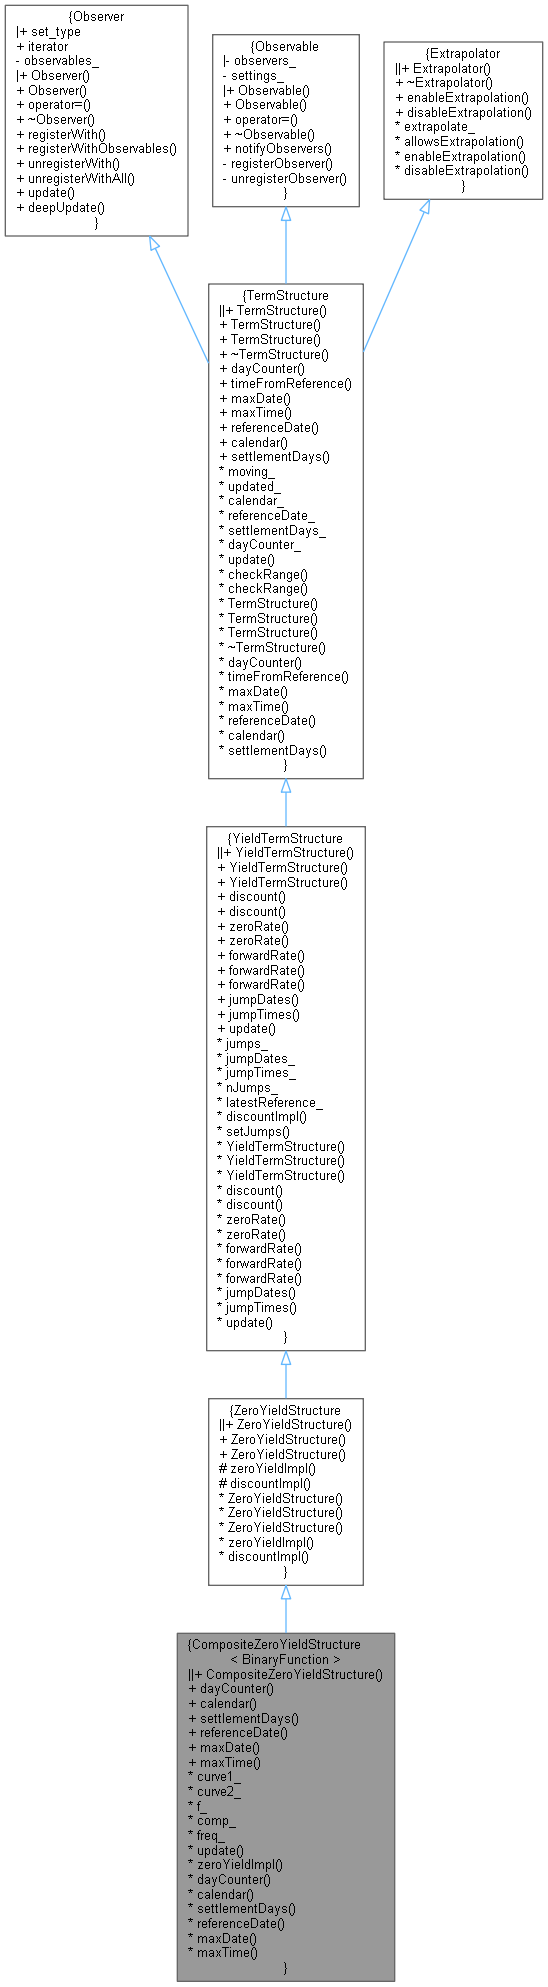 {Observer
|+ set_type
+ iterator
- observables_
|+ Observer()
+ Observer()
+ operator=()
+ ~Observer()
+ registerWith()
+ registerWithObservables()
+ unregisterWith()
+ unregisterWithAll()
+ update()
+ deepUpdate()
}
{Observable
|- observers_
- settings_
|+ Observable()
+ Observable()
+ operator=()
+ ~Observable()
+ notifyObservers()
- registerObserver()
- unregisterObserver()
}
{Extrapolator
||+ Extrapolator()
+ ~Extrapolator()
+ enableExtrapolation()
+ disableExtrapolation()
* extrapolate_
* allowsExtrapolation()
* enableExtrapolation()
* disableExtrapolation()
}
{TermStructure
||+ TermStructure()
+ TermStructure()
+ TermStructure()
+ ~TermStructure()
+ dayCounter()
+ timeFromReference()
+ maxDate()
+ maxTime()
+ referenceDate()
+ calendar()
+ settlementDays()
* moving_
* updated_
* calendar_
* referenceDate_
* settlementDays_
* dayCounter_
* update()
* checkRange()
* checkRange()
* TermStructure()
* TermStructure()
* TermStructure()
* ~TermStructure()
* dayCounter()
* timeFromReference()
* maxDate()
* maxTime()
* referenceDate()
* calendar()
* settlementDays()
}
{YieldTermStructure
||+ YieldTermStructure()
+ YieldTermStructure()
+ YieldTermStructure()
+ discount()
+ discount()
+ zeroRate()
+ zeroRate()
+ forwardRate()
+ forwardRate()
+ forwardRate()
+ jumpDates()
+ jumpTimes()
+ update()
* jumps_
* jumpDates_
* jumpTimes_
* nJumps_
* latestReference_
* discountImpl()
* setJumps()
* YieldTermStructure()
* YieldTermStructure()
* YieldTermStructure()
* discount()
* discount()
* zeroRate()
* zeroRate()
* forwardRate()
* forwardRate()
* forwardRate()
* jumpDates()
* jumpTimes()
* update()
}
{ZeroYieldStructure
||+ ZeroYieldStructure()
+ ZeroYieldStructure()
+ ZeroYieldStructure()
# zeroYieldImpl()
# discountImpl()
* ZeroYieldStructure()
* ZeroYieldStructure()
* ZeroYieldStructure()
* zeroYieldImpl()
* discountImpl()
}
{CompositeZeroYieldStructure
< BinaryFunction >
||+ CompositeZeroYieldStructure()
+ dayCounter()
+ calendar()
+ settlementDays()
+ referenceDate()
+ maxDate()
+ maxTime()
* curve1_
* curve2_
* f_
* comp_
* freq_
* update()
* zeroYieldImpl()
* dayCounter()
* calendar()
* settlementDays()
* referenceDate()
* maxDate()
* maxTime()
}